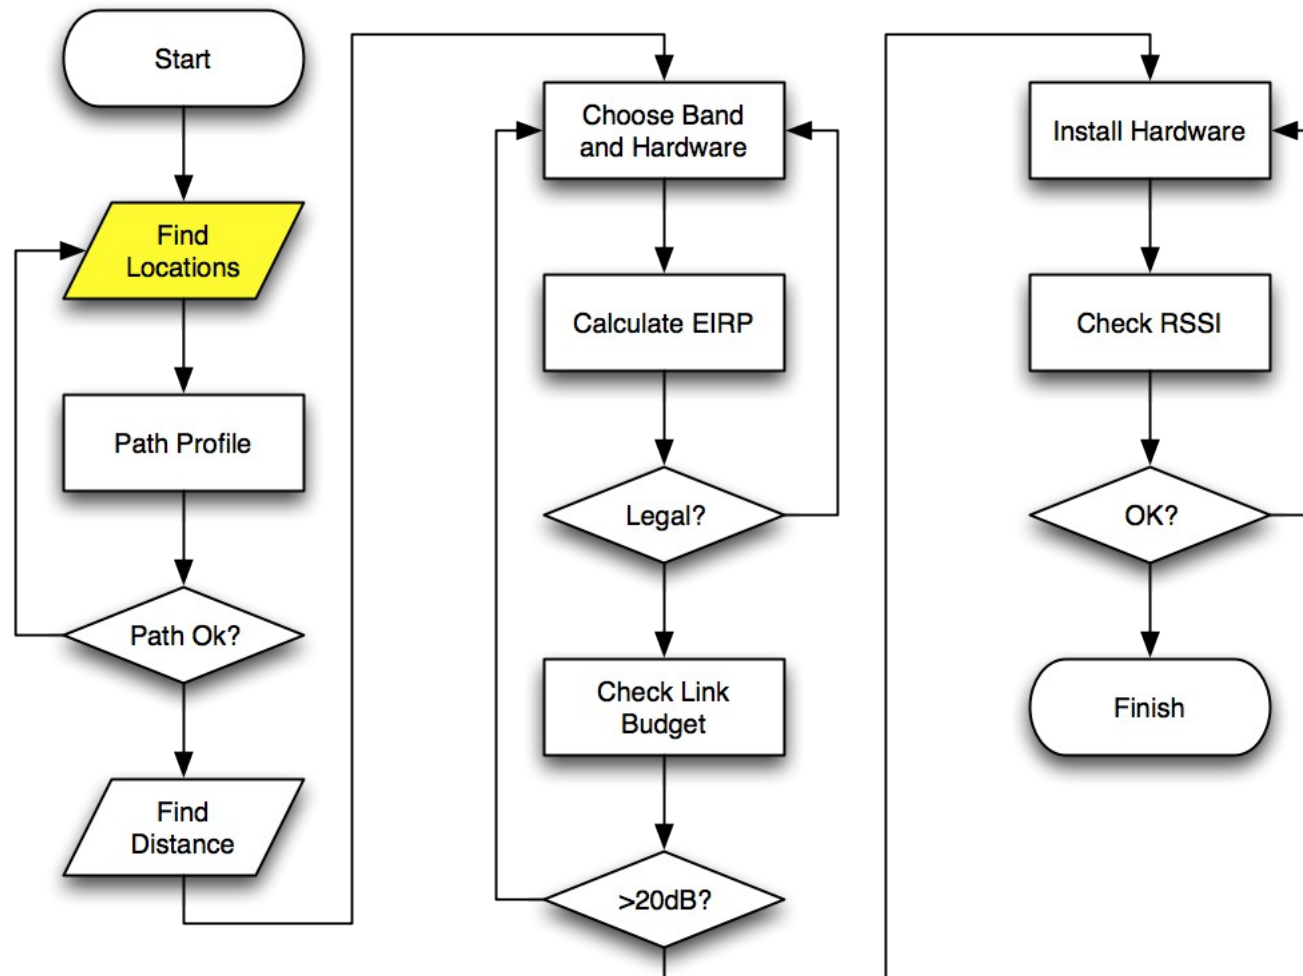 Start
Find
Locations
Path Profile
Path Ok?
Find
Distance
Choose Band
and Hardware
Calculate EIRP
Legal?
Check Link
Budget
>20dB?
Install Hardware
Check RSSI
OK?
Finish